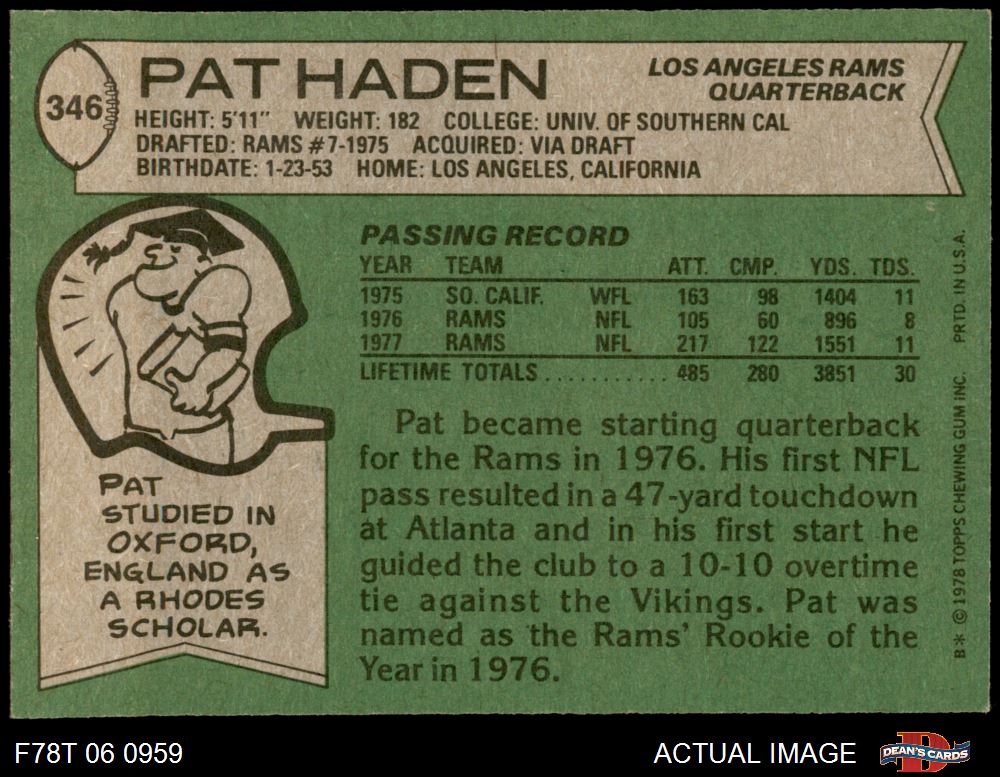 346
PAT HADEN
LOS ANGELES RAMS
QUARTERBACK
HEIGHT: 5'11" WEIGHT: 182 COLLEGE: UNIV. OF SOUTHERN CAL
DRAFTED: RAMS #7-1975 ACQUIRED: VIA DRAFT
BIRTHDATE: 1-23-53 HOME: LOS ANGELES, CALIFORNIA
PASSING RECORD
YEAR TEAM ATT. CMP. YDS. TDS.
1975 SO. CALIF. WFL 163 98 1404 11
1976 RAMS NFL 105 60 896 8
1977 RAMS NFL 217 122 1551 11
LIFETIME TOTALS........... 485 280 3851 30
Pat became starting quarterback
for the Rams in 1976. His first NFL
pass resulted in a 47-yard touchdown
at Atlanta and in his first start he
guided the club to a 10-10 overtime
tie against the Vikings. Pat was
named as the Rams' Rookie of the
Year in 1976.
PAT
STUDIED IN
OXFORD,
ENGLAND AS
A RHODES
SCHOLAR.
B* © 1978 TOPPS CHEWING GUM INC. PRTD. IN U.S.A.
F78T 06 0959
ACTUAL IMAGE
D
DEAN'S CARDS